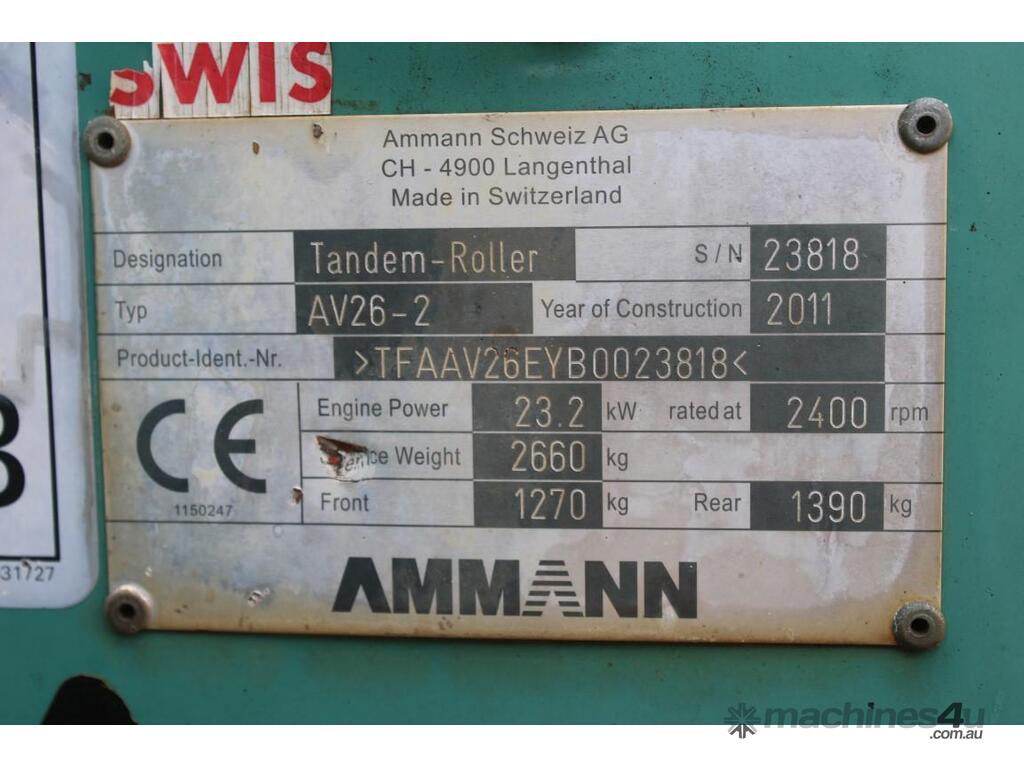 SWIS
Ammann Schweiz AG
CH - 4900 Langenthal
Made in Switzerland
Designation Tandem-Roller S / N 23818
Typ AV26-2 Year of Construction 2011
Product-Ident.-Nr. >TFAAV26EYB0023818<
CE 1150247
Engine Power 23.2 kW rated at 2400 rpm
Service Weight 2660 kg
Front 1270 kg Rear 1390 kg
AMMANN
31727
machines4u
.com.au